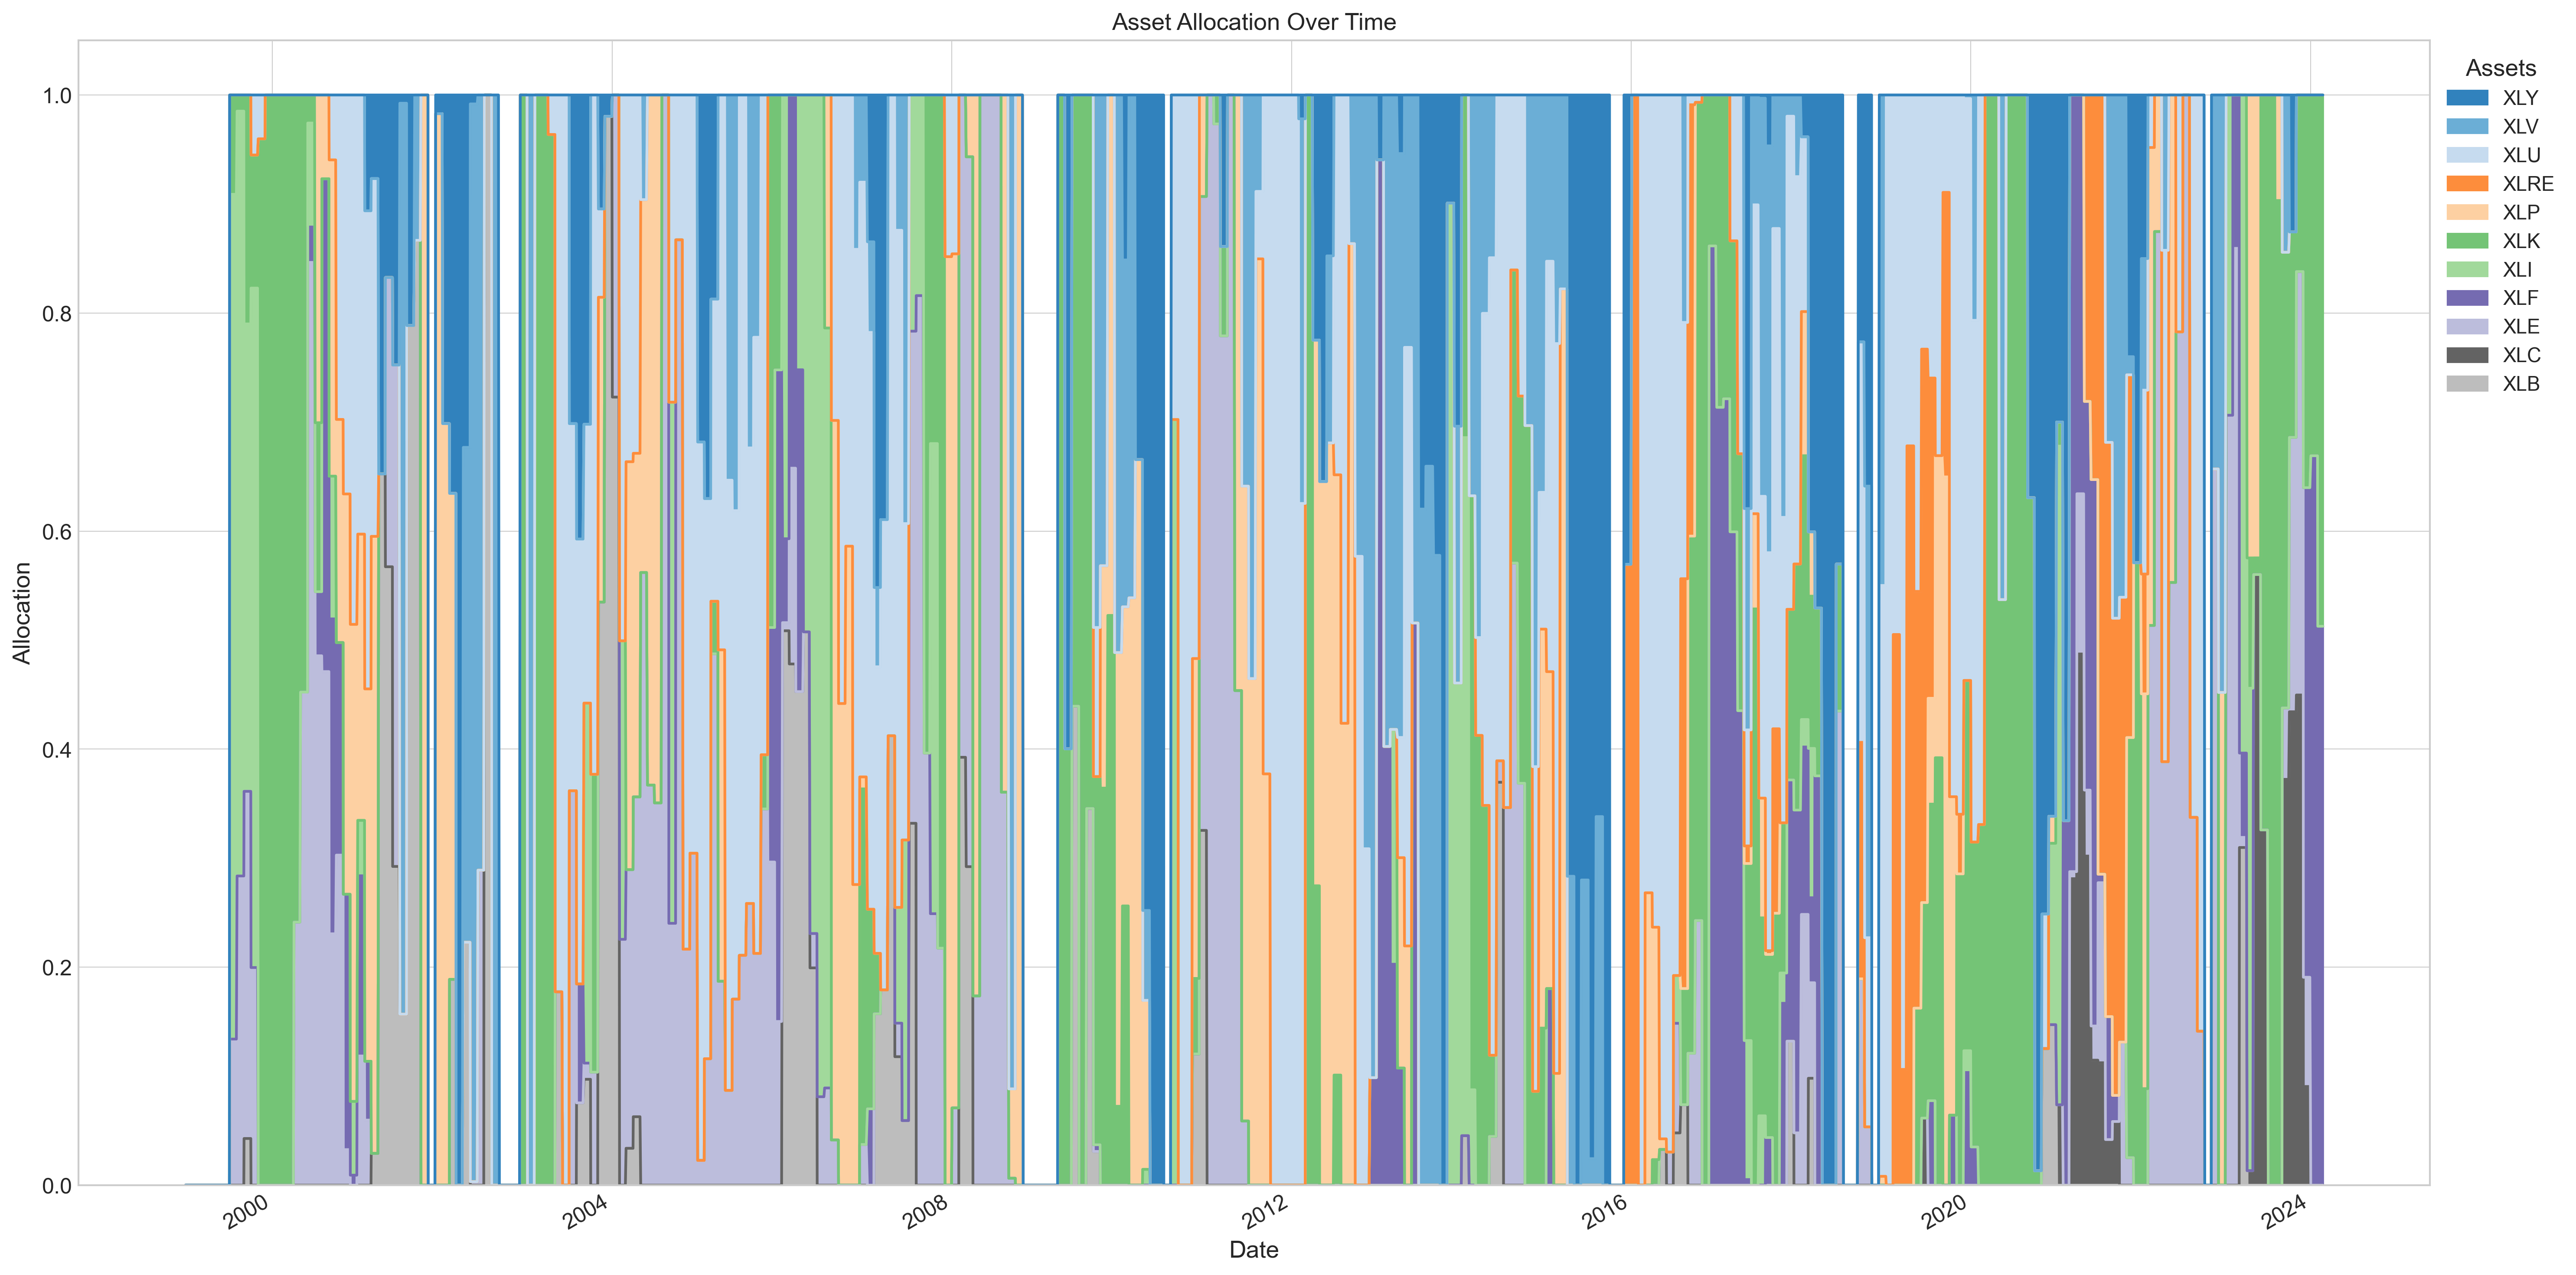 Asset Allocation Over Time
Assets
XLY
XLV
XLU
XLRE
XLP
XLK
XLI
XLF
XLE
XLC
XLB
Allocation
1.0
0.8
0.6
0.4
0.2
0.0
2000
2004
2008
2012
2016
2020
2024
Date